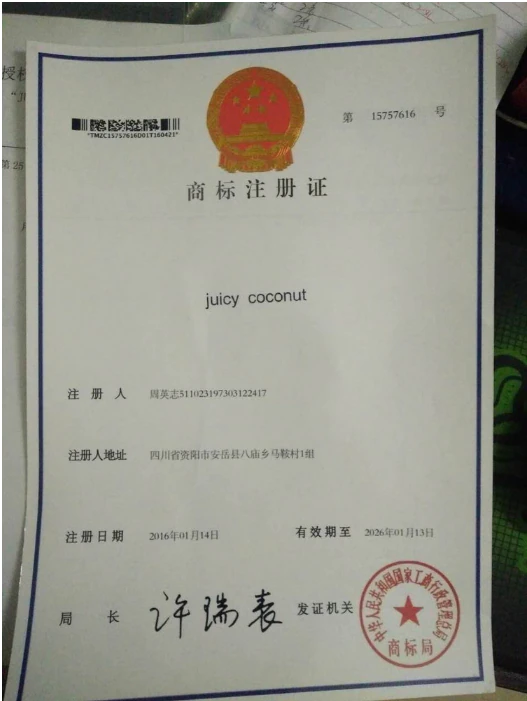 第 15757616 号
*TMZC15757616D01T160421*
商标注册证
juicy coconut
注册人 周英志511023197303122417
注册人地址 四川省资阳市安岳县八庙乡马鞍村1组
注册日期 2016年01月14日 有效期至 2026年01月13日
局长 许瑞表 发证机关
中华人民共和国国家工商行政管理总局
商标局
授权
第25